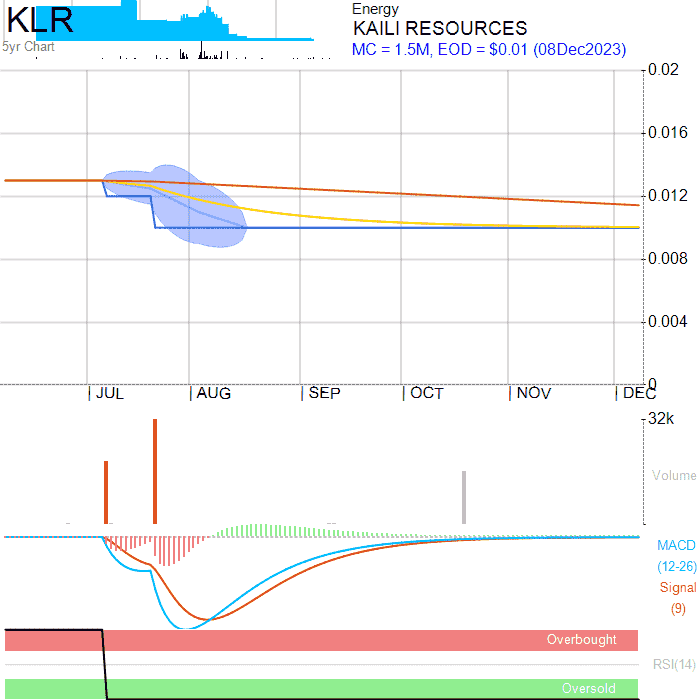 KLR
5yr Chart
Energy
KAILI RESOURCES
MC = 1.5M, EOD = $0.01 (08Dec2023)
0.02
0.016
0.012
0.008
0.004
0
JUL AUG SEP OCT NOV DEC
32k
Volume
MACD
(12-26)
Signal
(9)
Overbought
RSI(14)
Oversold